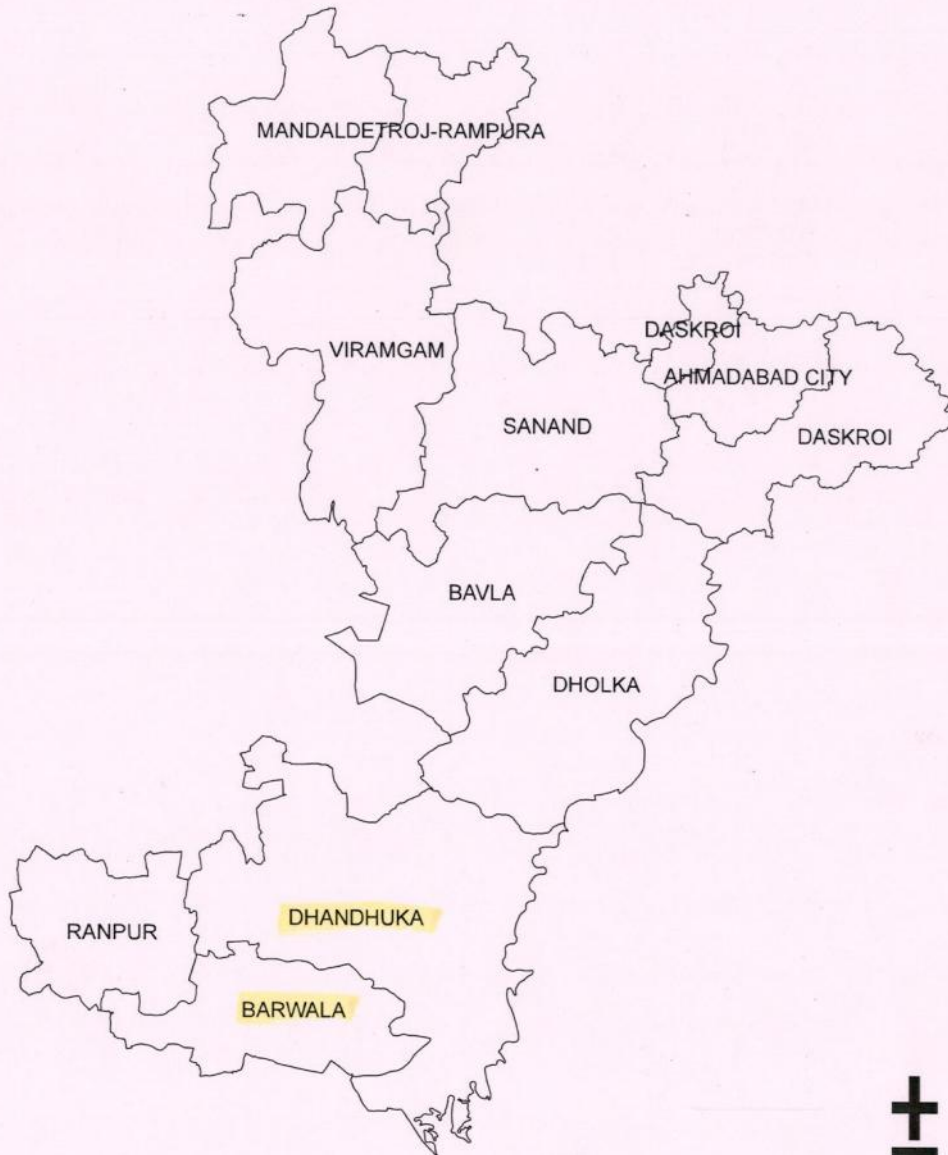 MANDALDETROJ-RAMPURA
DASKROI
VIRAMGAM
AHMADABAD CITY
SANAND
DASKROI
BAVLA
DHOLKA
DHANDHUKA
RANPUR
BARWALA